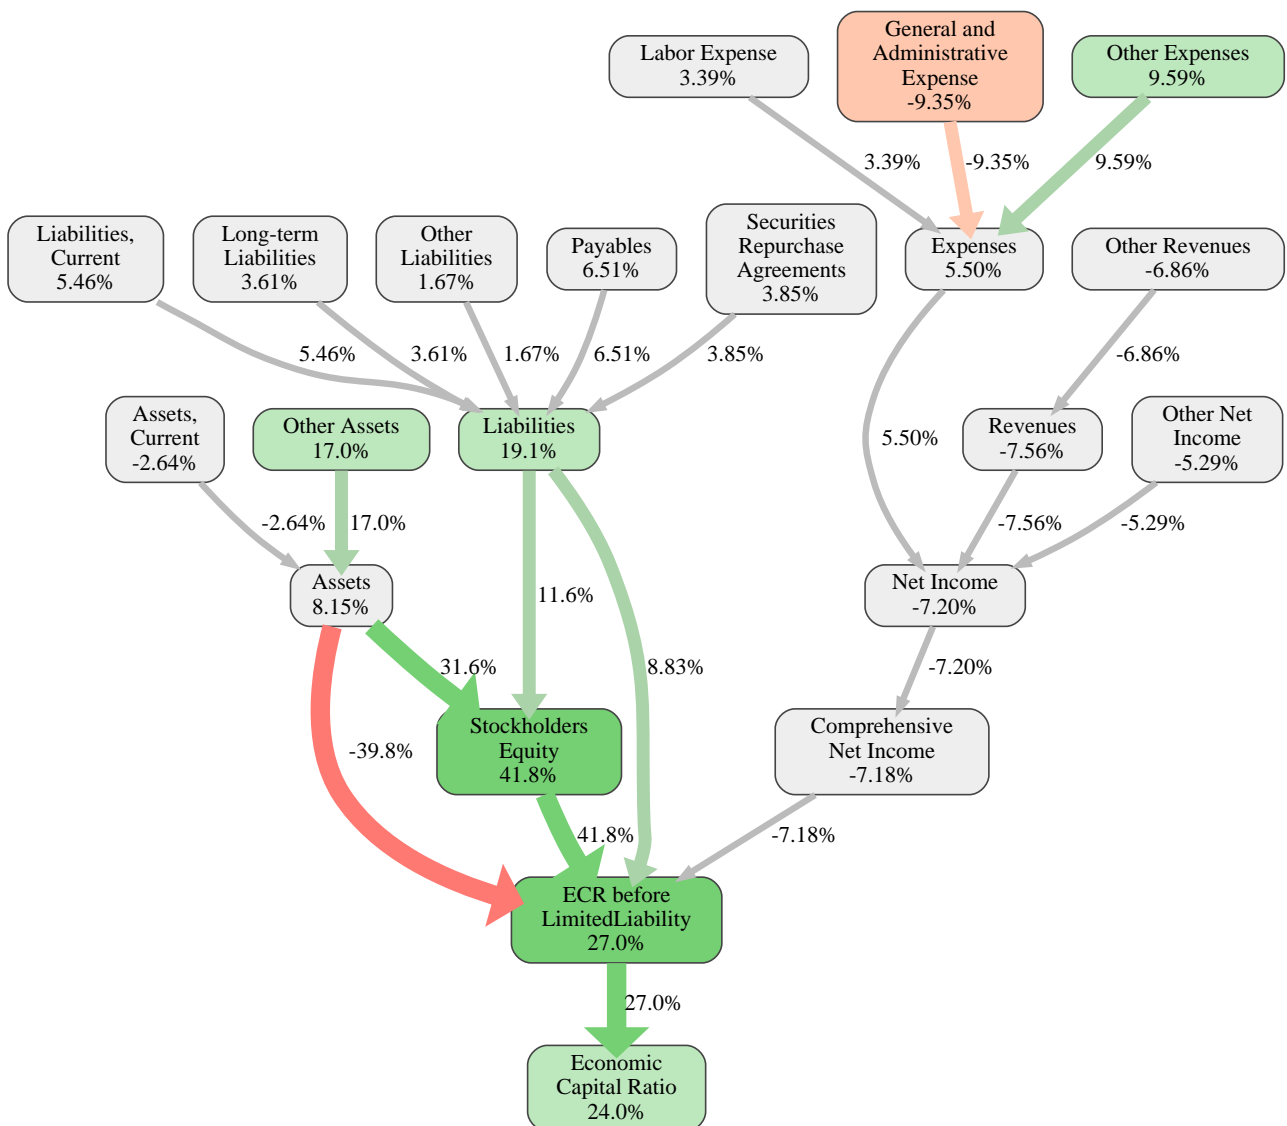 General and
Administrative
Expense
-9.35%
Labor Expense
3.39%
Other Expenses
9.59%
3.39%
-9.35%
9.59%
Liabilities,
Current
5.46%
Long-term
Liabilities
3.61%
Other
Liabilities
1.67%
Payables
6.51%
Securities
Repurchase
Agreements
3.85%
Expenses
5.50%
Other Revenues
-6.86%
5.46%
3.61%
1.67%
6.51%
3.85%
-6.86%
Assets,
Current
-2.64%
Other Assets
17.0%
Liabilities
19.1%
5.50%
Revenues
-7.56%
Other Net
Income
-5.29%
-2.64%
17.0%
-7.56%
-5.29%
Assets
8.15%
11.6%
Net Income
-7.20%
31.6%
8.83%
-7.20%
-39.8%
Stockholders
Equity
41.8%
Comprehensive
Net Income
-7.18%
41.8%
-7.18%
ECR before
LimitedLiability
27.0%
27.0%
Economic
Capital Ratio
24.0%